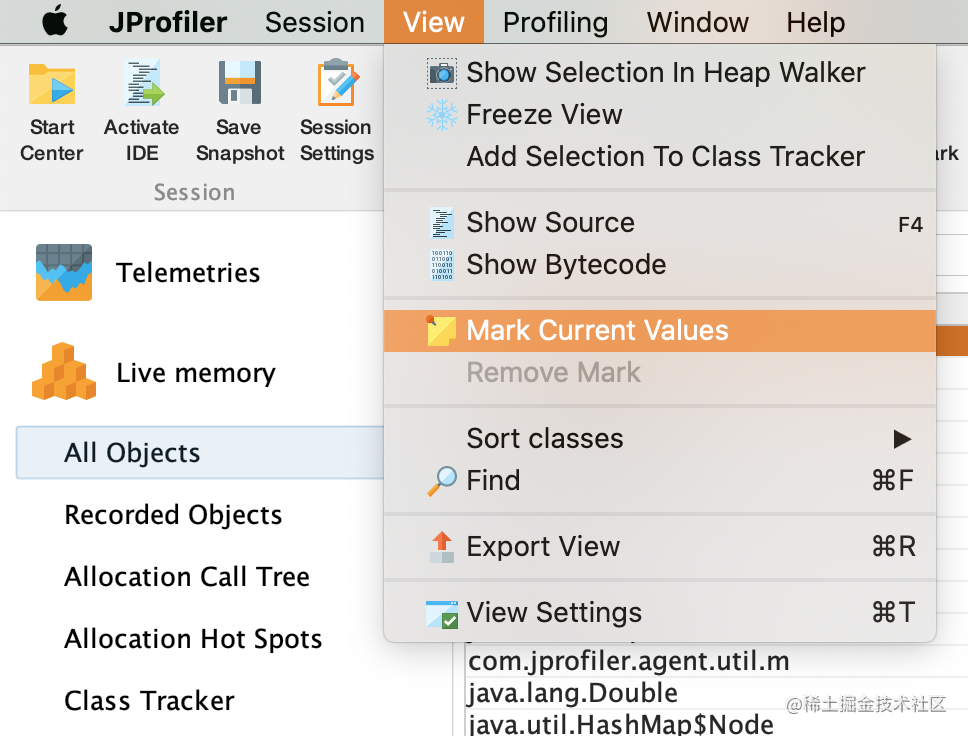 JProfiler Session View Profiling Window Help
Start Center
Activate IDE
Save Snapshot
Session Settings
Session
Show Selection In Heap Walker
Freeze View
Add Selection To Class Tracker
Show Source F4
Show Bytecode
Mark Current Values
Remove Mark
Sort classes
Find ⌘F
Export View ⌘R
View Settings ⌘T
Telemetries
Live memory
All Objects
Recorded Objects
Allocation Call Tree
Allocation Hot Spots
Class Tracker
com.jprofiler.agent.util.m
java.lang.Double
java.util.HashMap$Node
@稀土掘金技术社区